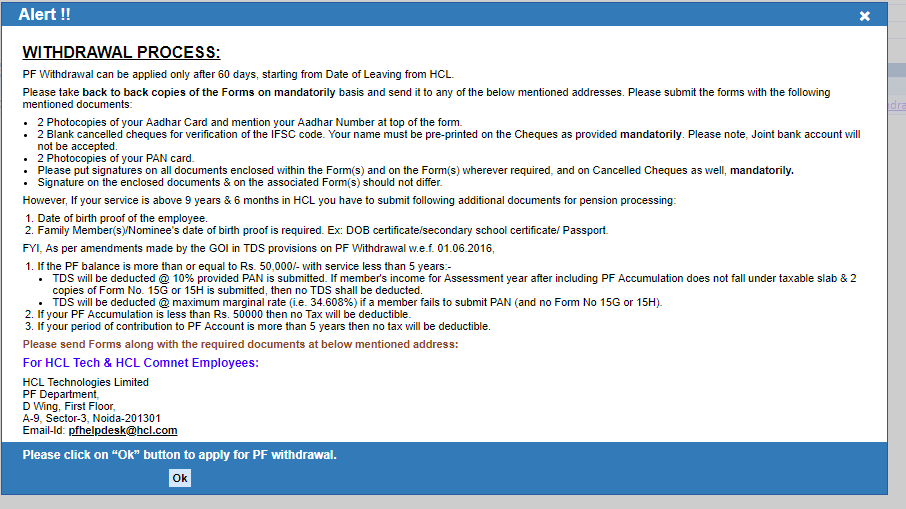 Alert !!
WITHDRAWAL PROCESS:
PF Withdrawal can be applied only after 60 days, starting from Date of Leaving from HCL.
Please take back to back copies of the Forms on mandatorily basis and send it to any of the below mentioned addresses. Please submit the forms with the following
mentioned documents:
• 2 Photocopies of your Aadhar Card and mention your Aadhar Number at top of the form.
• 2 Blank cancelled cheques for verification of the IFSC code. Your name must be pre-printed on the Cheques as provided mandatorily. Please note, Joint bank account will
not be accepted.
• 2 Photocopies of your PAN card.
• Please put signatures on all documents enclosed within the Form(s) and on the Form(s) wherever required, and on Cancelled Cheques as well, mandatorily.
• Signature on the enclosed documents & on the associated Form(s) should not differ.
However, If your service is above 9 years & 6 months in HCL you have to submit following additional documents for pension processing:
1. Date of birth proof of the employee.
2. Family Member(s)/Nominee's date of birth proof is required. Ex: DOB certificate/secondary school certificate/ Passport.
FYI, As per amendments made by the GOI in TDS provisions on PF Withdrawal w.e.f. 01.06.2016,
1. If the PF balance is more than or equal to Rs. 50,000/- with service less than 5 years:-
• TDS will be deducted @ 10% provided PAN is submitted. If member's income for Assessment year after including PF Accumulation does not fall under taxable slab & 2
copies of Form No. 15G or 15H is submitted, then no TDS shall be deducted.
• TDS will be deducted @ maximum marginal rate (i.e. 34.608%) if a member fails to submit PAN (and no Form No 15G or 15H).
2. If your PF Accumulation is less than Rs. 50000 then no Tax will be deductible.
3. If your period of contribution to PF Account is more than 5 years then no tax will be deductible.
Please send Forms along with the required documents at below mentioned address:
For HCL Tech & HCL Comnet Employees:
HCL Technologies Limited
PF Department,
D Wing, First Floor,
A-9, Sector-3, Noida-201301
Email-Id: pfhelpdesk@hcl.com
Please click on “Ok” button to apply for PF withdrawal.
Ok